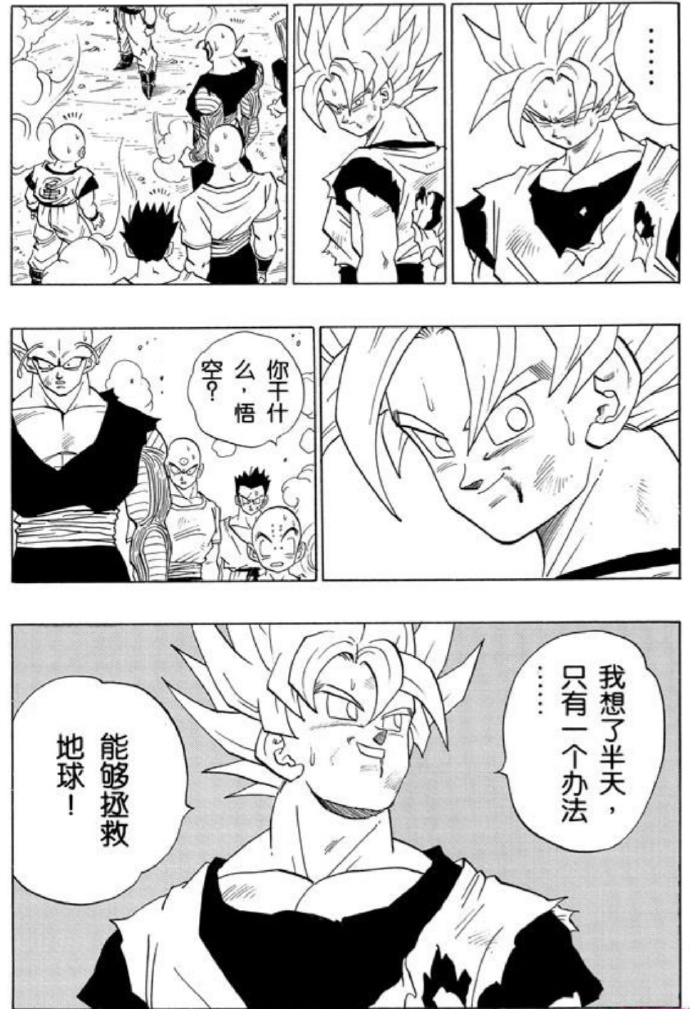 ……
你干什
么，悟
空？
我想了半天，
只有一个办法
……
能够拯救
地球！